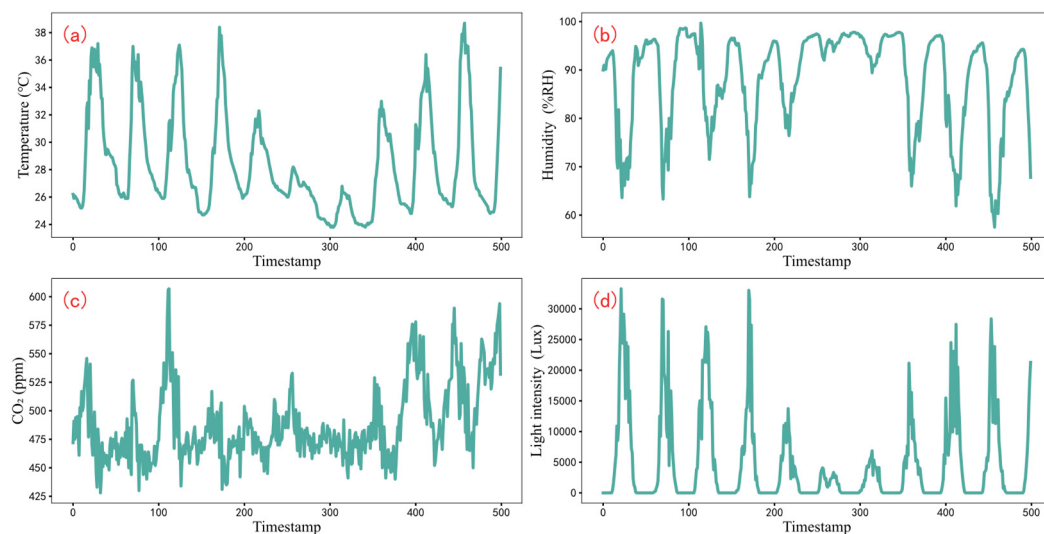 (a)
Temperature (℃)
38
36
34
32
30
28
26
24
0 100 200 300 400 500
Timestamp
(b)
Humidity (%RH)
100
90
80
70
60
0 100 200 300 400 500
Timestamp
(c)
CO₂ (ppm)
600
575
550
525
500
475
450
425
0 100 200 300 400 500
Timestamp
(d)
Light intensity (Lux)
30000
25000
20000
15000
10000
5000
0
0 100 200 300 400 500
Timestamp